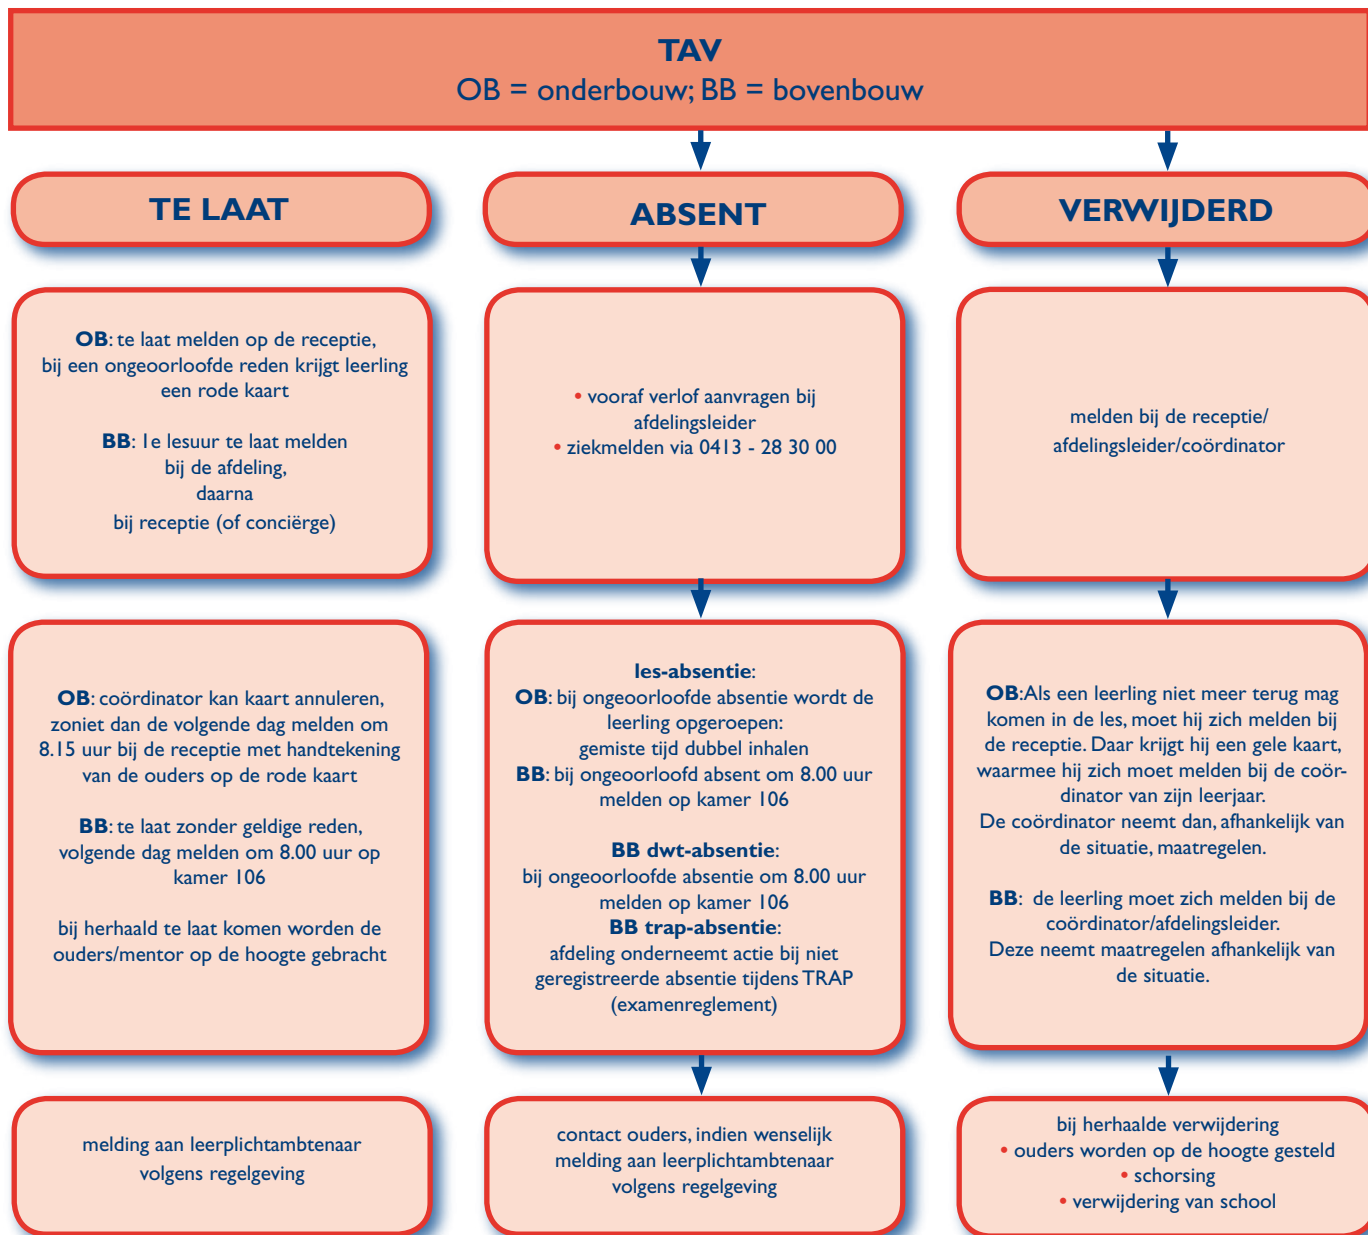 TAV
OB = onderbouw; BB = bovenbouw
TE LAAT
OB: te laat melden op de receptie,
bij een ongeoorloofde reden krijgt leerling
een rode kaart
BB: 1e lesuur te laat melden
bij de afdeling,
daarna
bij receptie (of conciërge)
OB: coördinator kan kaart annuleren,
zoniet dan de volgende dag melden om
8.15 uur bij de receptie met handtekening
van de ouders op de rode kaart
BB: te laat zonder geldige reden,
volgende dag melden om 8.00 uur op
kamer 106
bij herhaald te laat komen worden de
ouders/mentor op de hoogte gebracht
melding aan leerplichtambtenaar
volgens regelgeving
ABSENT
• vooraf verlof aanvragen bij
afdelingsleider
• ziekmelden via 0413 - 28 30 00
les-absentie:
OB: bij ongeoorloofde absentie wordt de
leerling opgeroepen:
gemiste tijd dubbel inhalen
BB: bij ongeoorloofd absent om 8.00 uur
melden op kamer 106
BB dwt-absentie:
bij ongeoorloofde absentie om 8.00 uur
melden op kamer 106
BB trap-absentie:
afdeling onderneemt actie bij niet
geregistreerde absentie tijdens TRAP
(examenreglement)
contact ouders, indien wenselijk
melding aan leerplichtambtenaar
volgens regelgeving
VERWIJDERD
melden bij de receptie/
afdelingsleider/coördinator
OB:Als een leerling niet meer terug mag
komen in de les, moet hij zich melden bij
de receptie. Daar krijgt hij een gele kaart,
waarmee hij zich moet melden bij de coör-
dinator van zijn leerjaar.
De coördinator neemt dan, afhankelijk van
de situatie, maatregelen.
BB: de leerling moet zich melden bij de
coördinator/afdelingsleider.
Deze neemt maatregelen afhankelijk van
de situatie.
bij herhaalde verwijdering
• ouders worden op de hoogte gesteld
• schorsing
• verwijdering van school